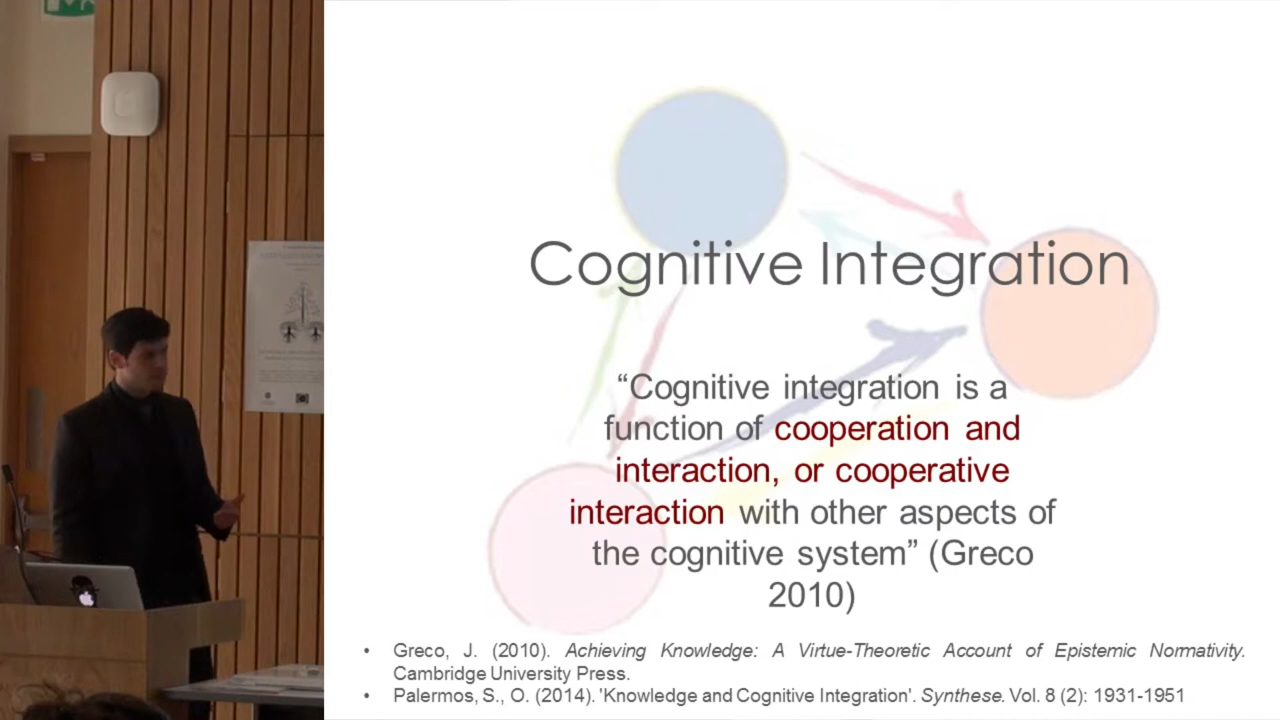 Cognitive Integration
“Cognitive integration is a
function of cooperation and
interaction, or cooperative
interaction with other aspects of
the cognitive system” (Greco
2010)
• Greco, J. (2010). Achieving Knowledge: A Virtue-Theoretic Account of Epistemic Normativity.
Cambridge University Press.
• Palermos, S., O. (2014). 'Knowledge and Cognitive Integration'. Synthese. Vol. 8 (2): 1931-1951